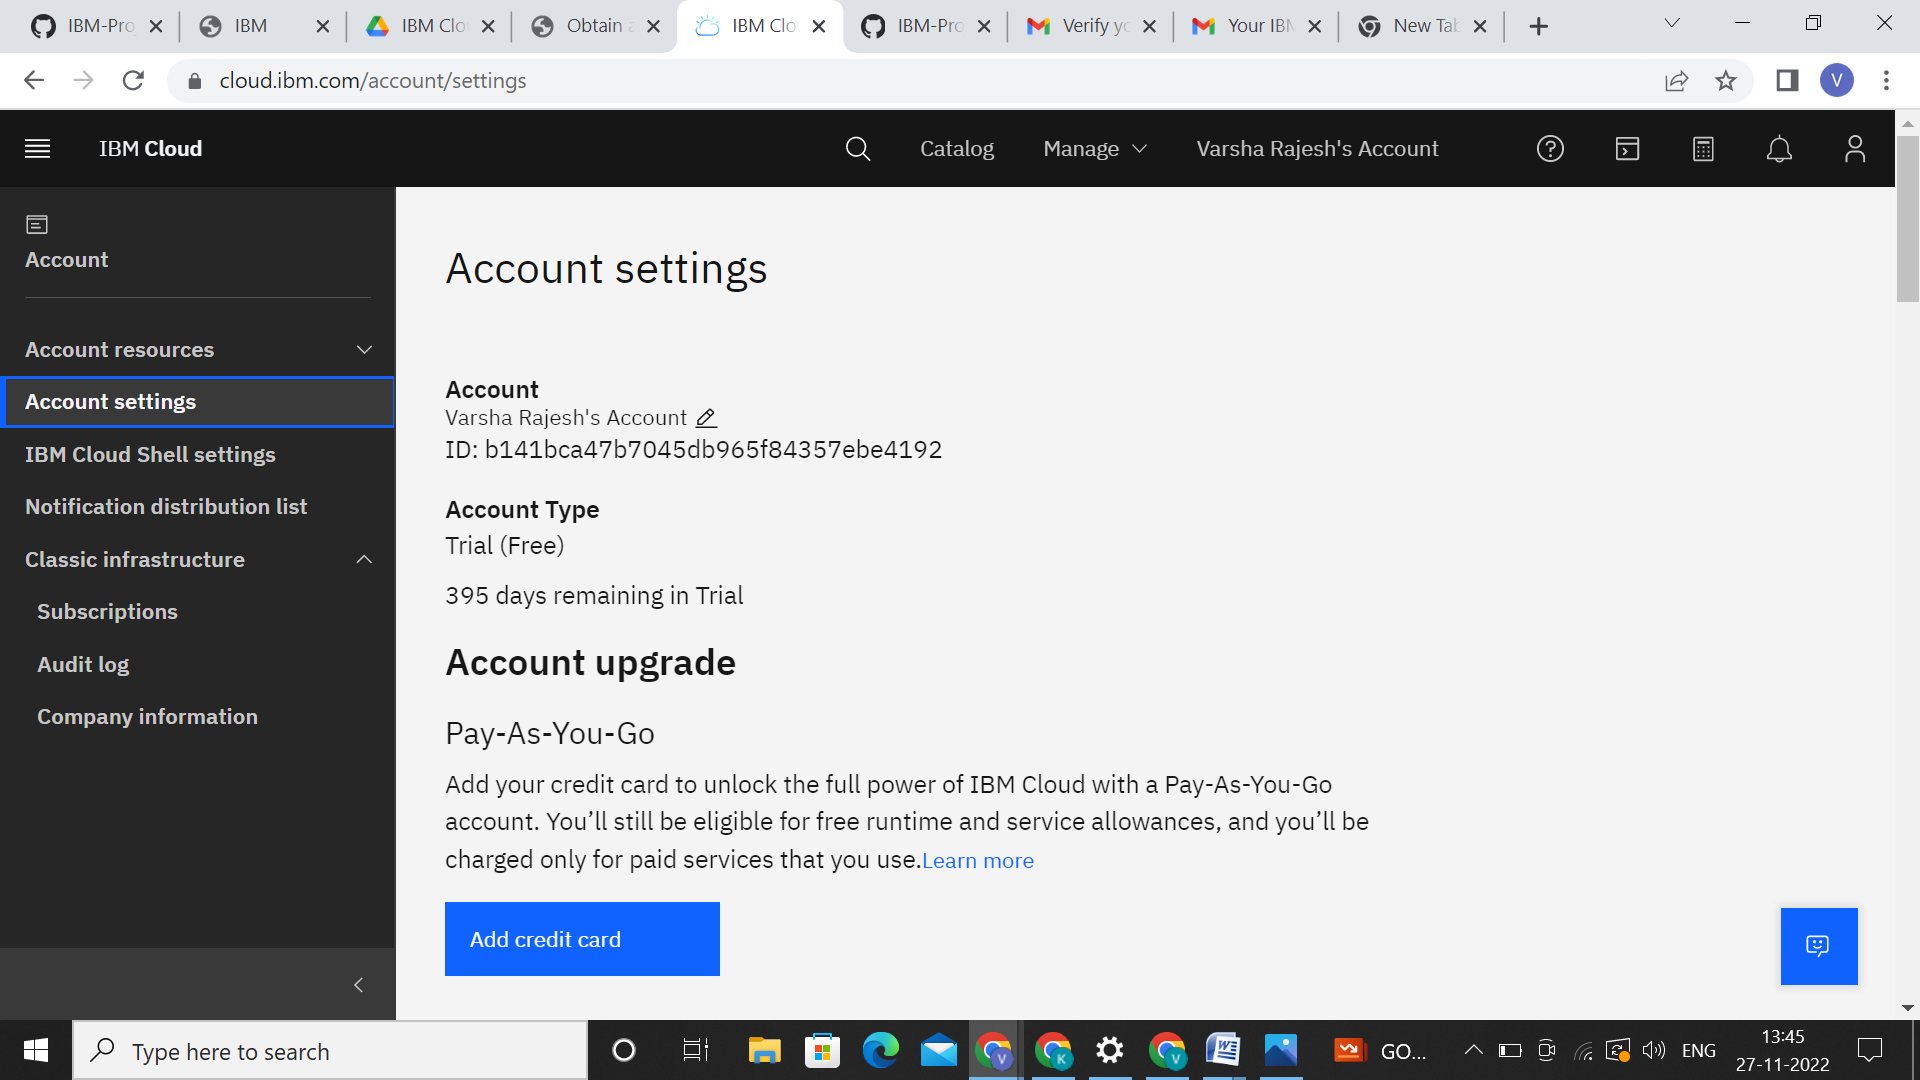 IBM-Pro
IBM
IBM Clo
Obtain a
IBM Clo
IBM-Pro
Verify yo
Your IBM
New Tab
cloud.ibm.com/account/settings
V
IBM Cloud
Catalog
Manage
Varsha Rajesh's Account
Account
Account resources
Account settings
IBM Cloud Shell settings
Notification distribution list
Classic infrastructure
Subscriptions
Audit log
Company information
Account settings
Account
Varsha Rajesh's Account
ID: b141bca47b7045db965f84357ebe4192
Account Type
Trial (Free)
395 days remaining in Trial
Account upgrade
Pay-As-You-Go
Add your credit card to unlock the full power of IBM Cloud with a Pay-As-You-Go
account. You’ll still be eligible for free runtime and service allowances, and you’ll be
charged only for paid services that you use.Learn more
Add credit card
Type here to search
V
K
V
GO...
ENG
13:45
27-11-2022